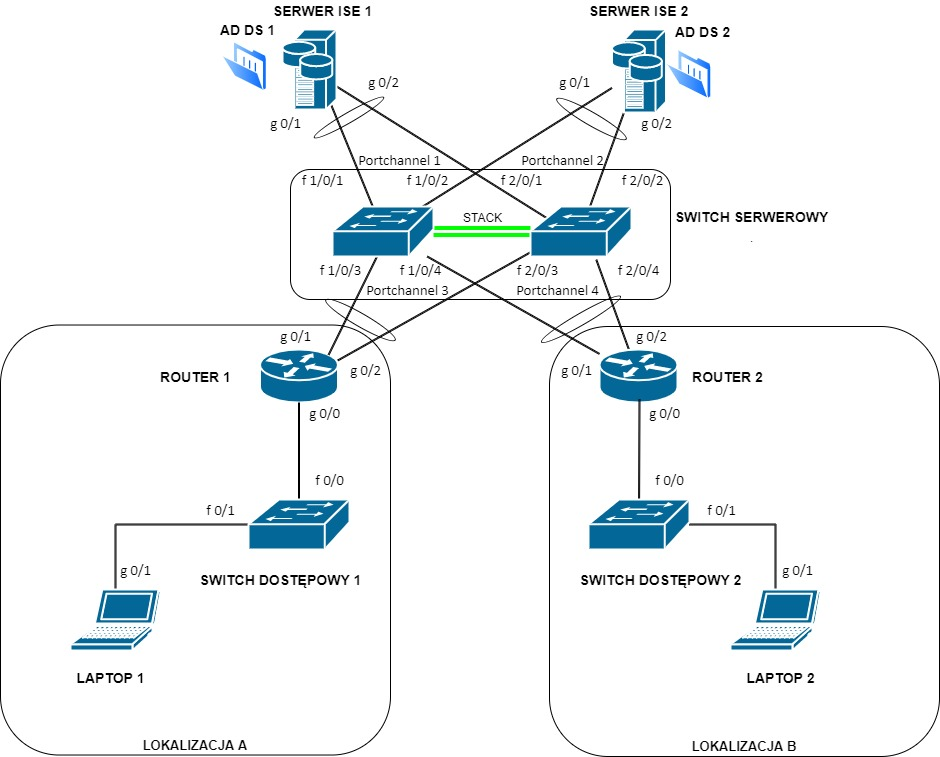 SERWER ISE 1
SERWER ISE 2
AD DS 1
AD DS 2
g 0/2
g 0/1
g 0/1
g 0/2
Portchannel 1
Portchannel 2
f 1/0/1
f 1/0/2
f 2/0/1
f 2/0/2
STACK
SWITCH SERWEROWY
f 1/0/3
f 1/0/4
f 2/0/3
f 2/0/4
Portchannel 3
Portchannel 4
g 0/1
g 0/2
ROUTER 1
g 0/2
g 0/1
ROUTER 2
g 0/0
g 0/0
f 0/0
f 0/0
f 0/1
f 0/1
SWITCH DOSTĘPOWY 1
SWITCH DOSTĘPOWY 2
g 0/1
g 0/1
LAPTOP 1
LAPTOP 2
LOKALIZACJA A
LOKALIZACJA B